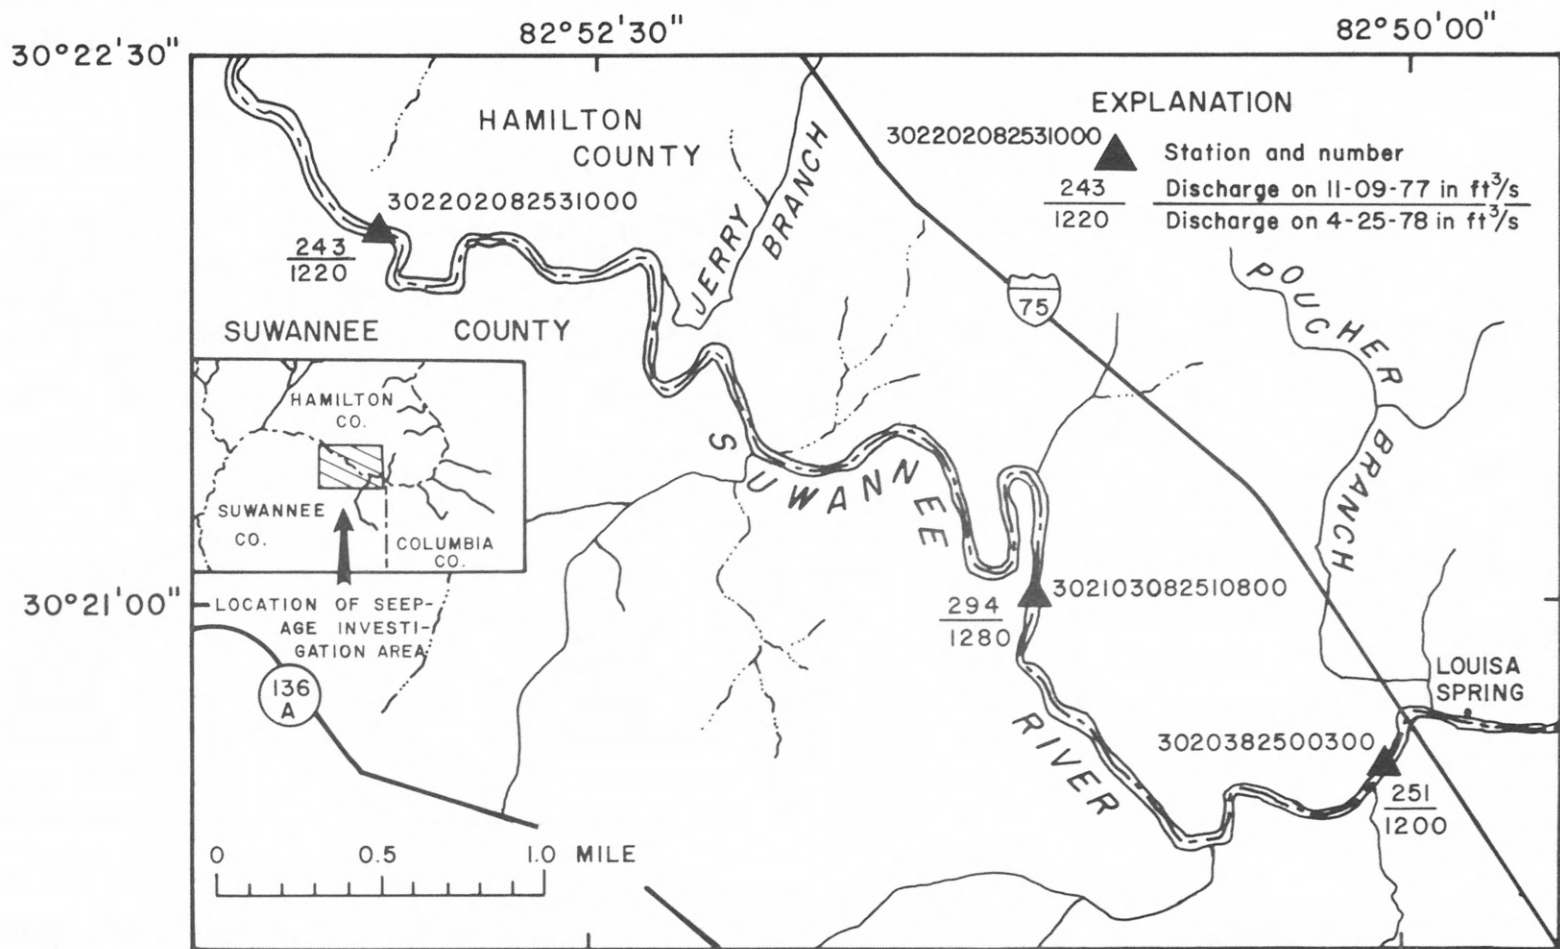 82°52'30"
82°50'00"
30°22'30"
HAMILTON
COUNTY
EXPLANATION
302202082531000
Station and number
243
1220
Discharge on 11-09-77 in ft³/s
Discharge on 4-25-78 in ft³/s
JERRY
BRANCH
302202082531000
243
1220
75
POUCHER
BRANCH
SUWANNEE COUNTY
HAMILTON
CO.
SUWANNEE
CO.
COLUMBIA
CO.
SUWANNEE
RIVER
30°21'00"
LOCATION OF SEEP-
AGE INVESTI-
GATION AREA
302103082510800
294
1280
136
A
LOUISA
SPRING
3020382500300
251
1200
0 0.5 1.0 MILE